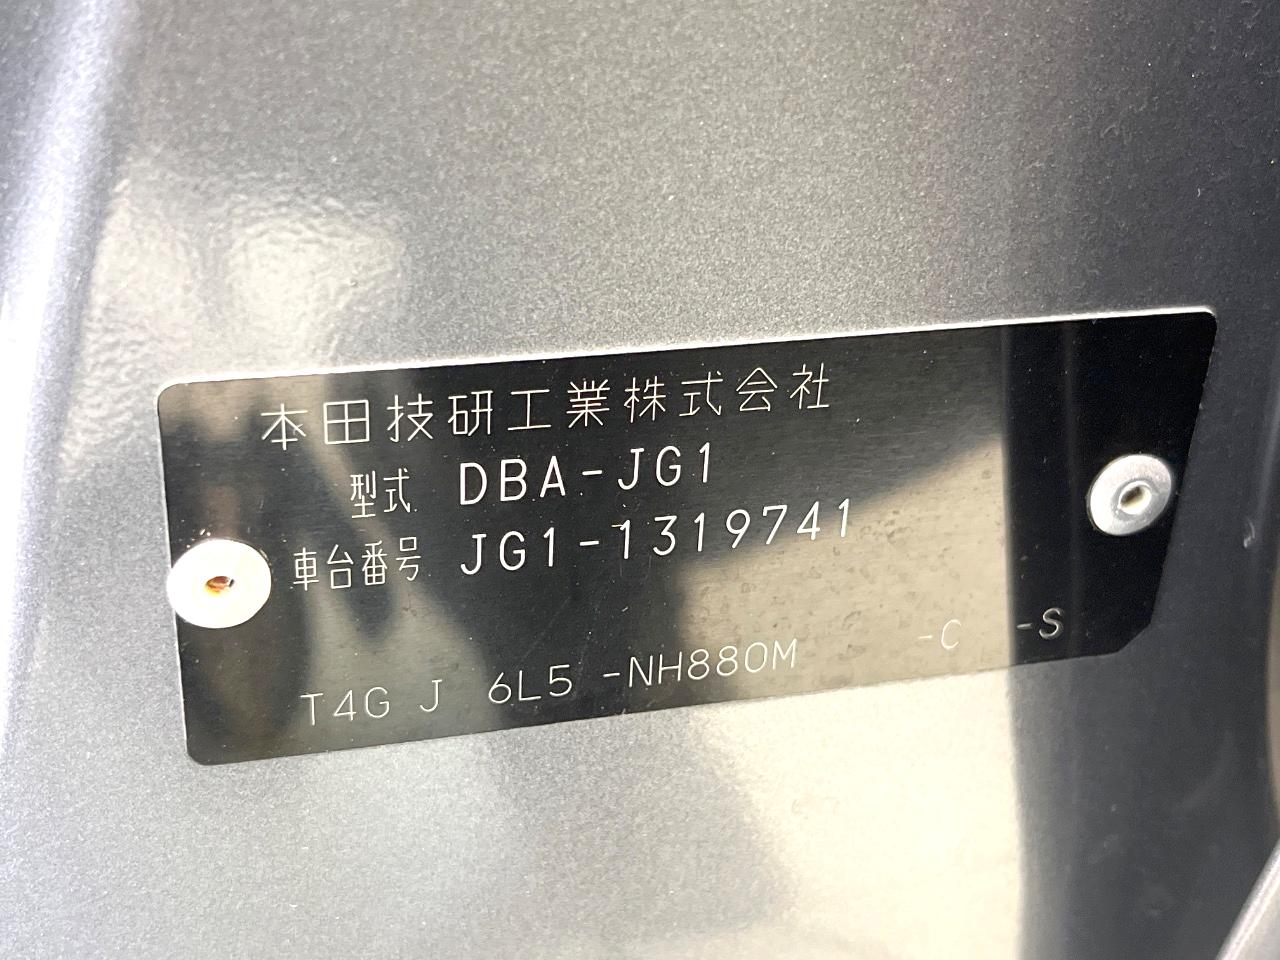 本田技研工業株式会社
型式 DBA-JG1
車台番号 JG1-1319741
T4G J 6L5 -NH880M -C -S